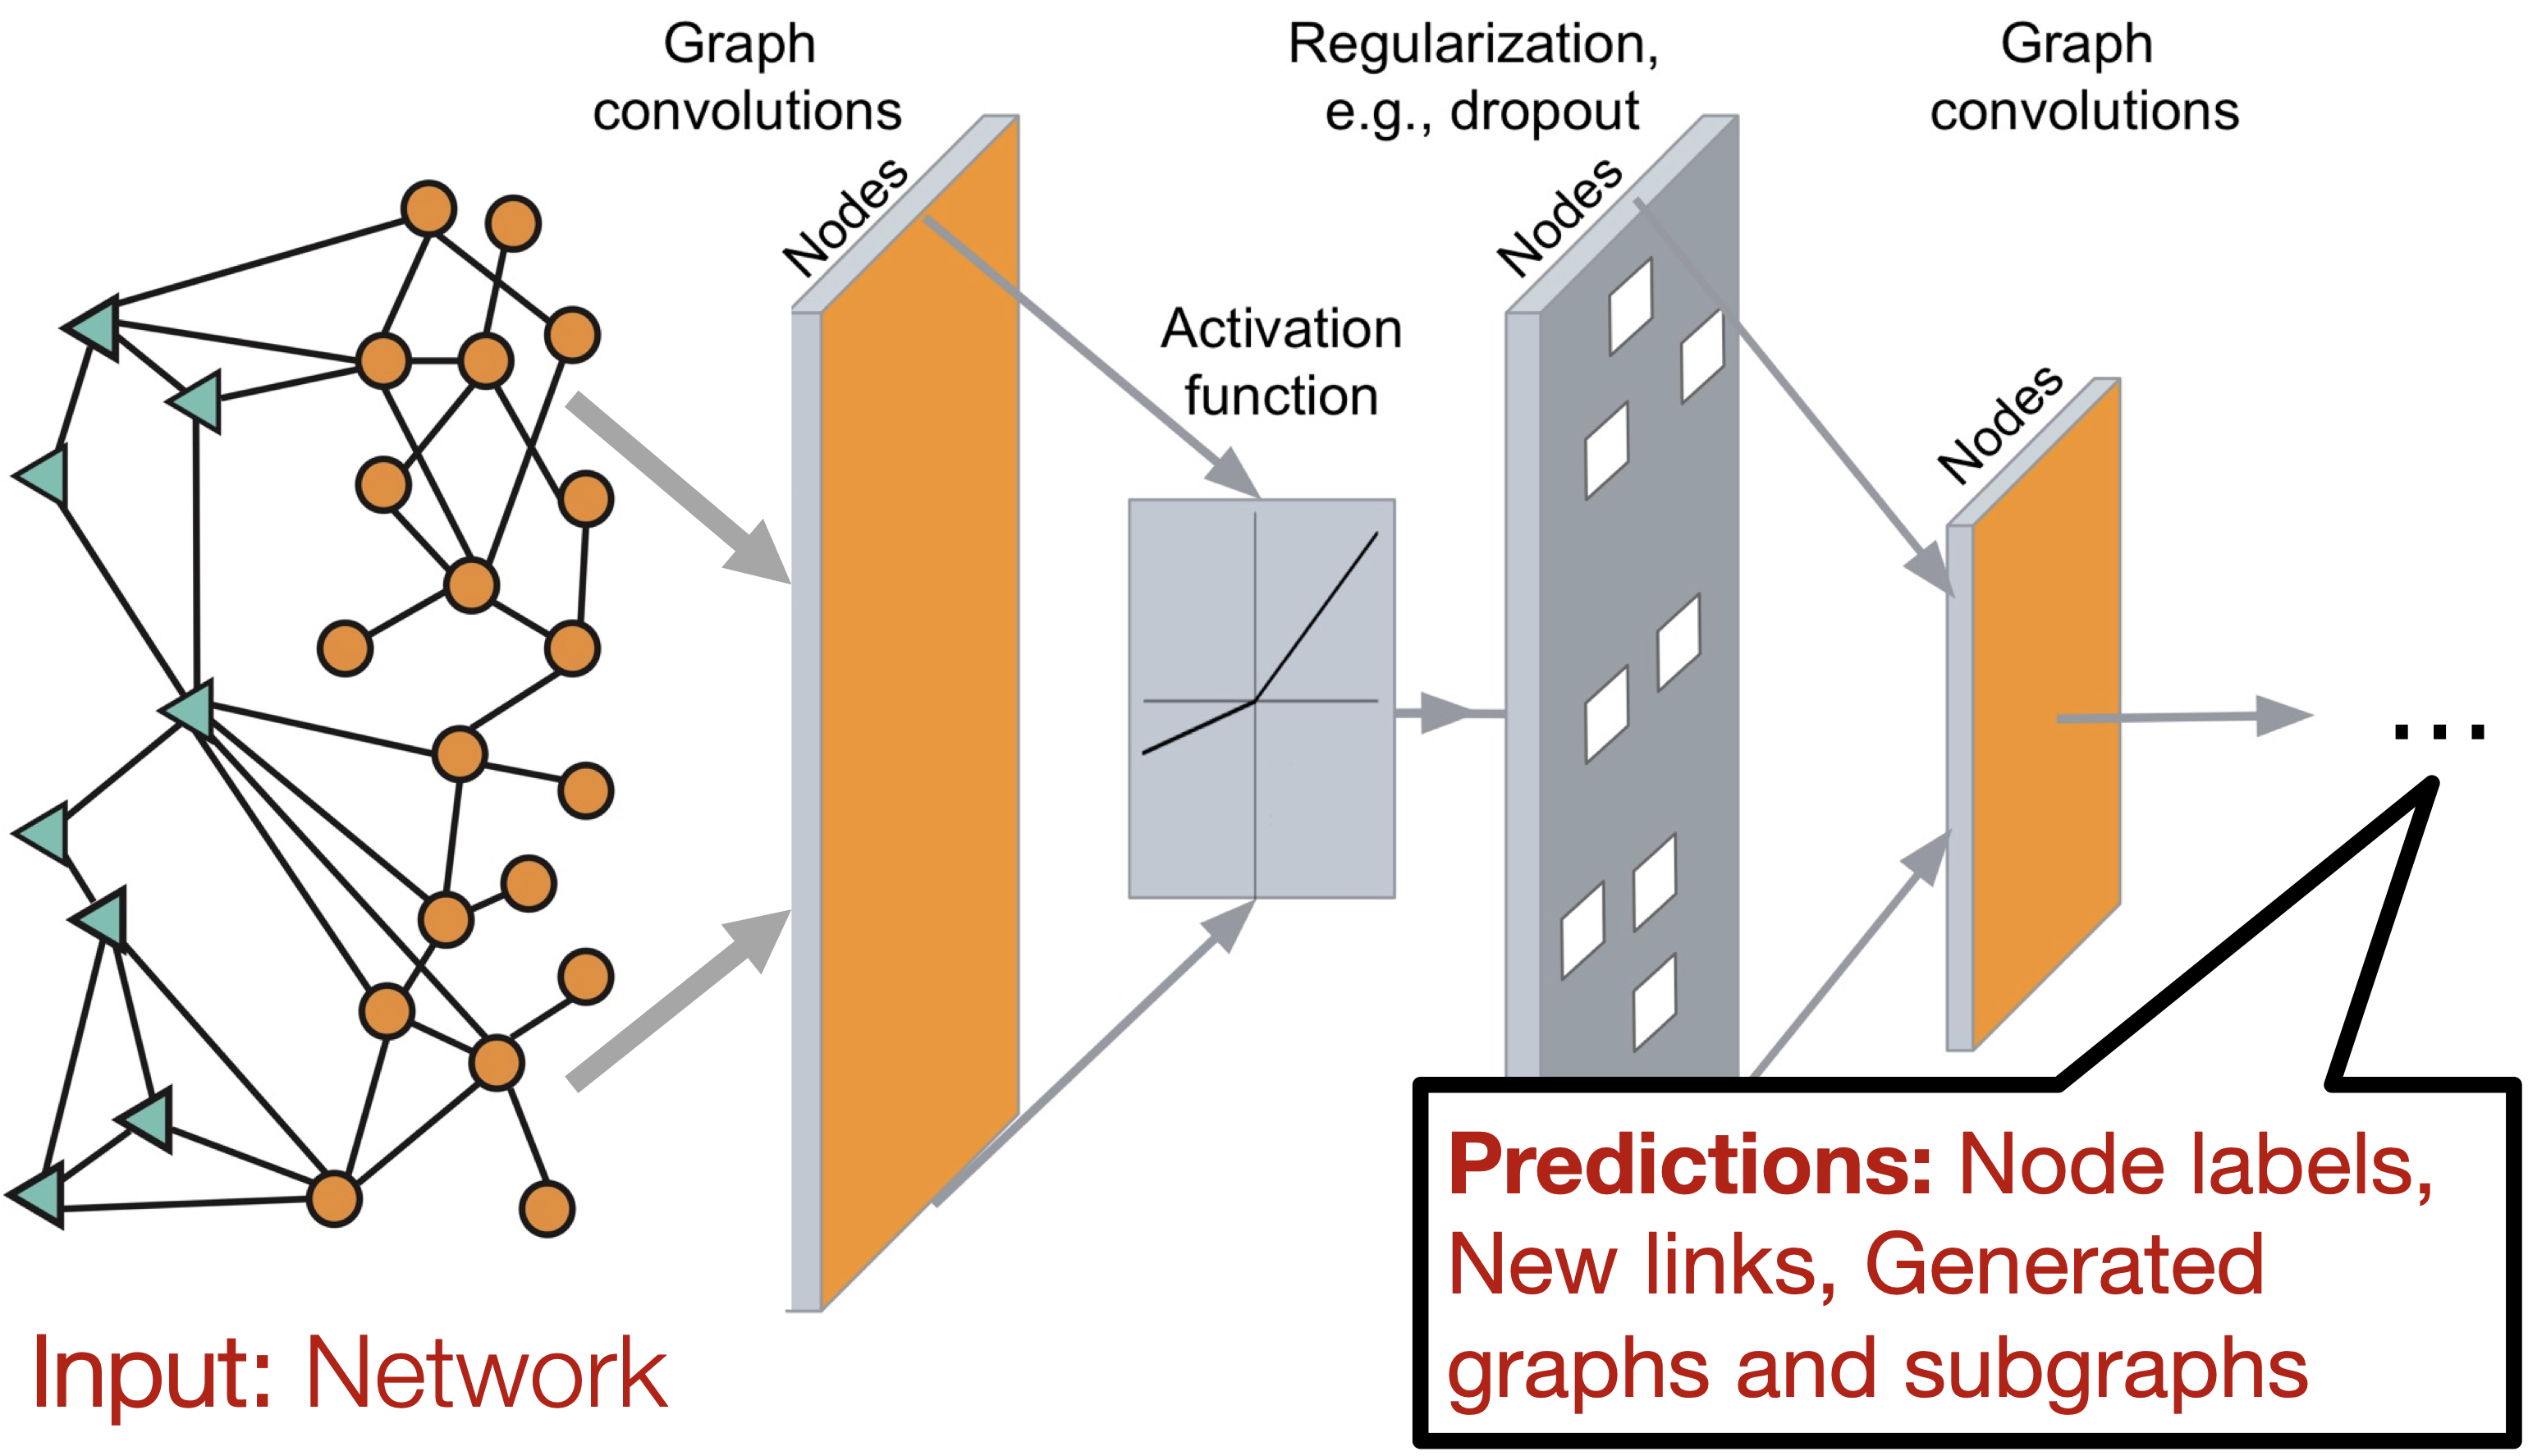 Graph
convolutions
Nodes
Activation
function
Regularization,
e.g., dropout
Nodes
Graph
convolutions
Nodes
...
Input: Network
Predictions: Node labels,
New links, Generated
graphs and subgraphs